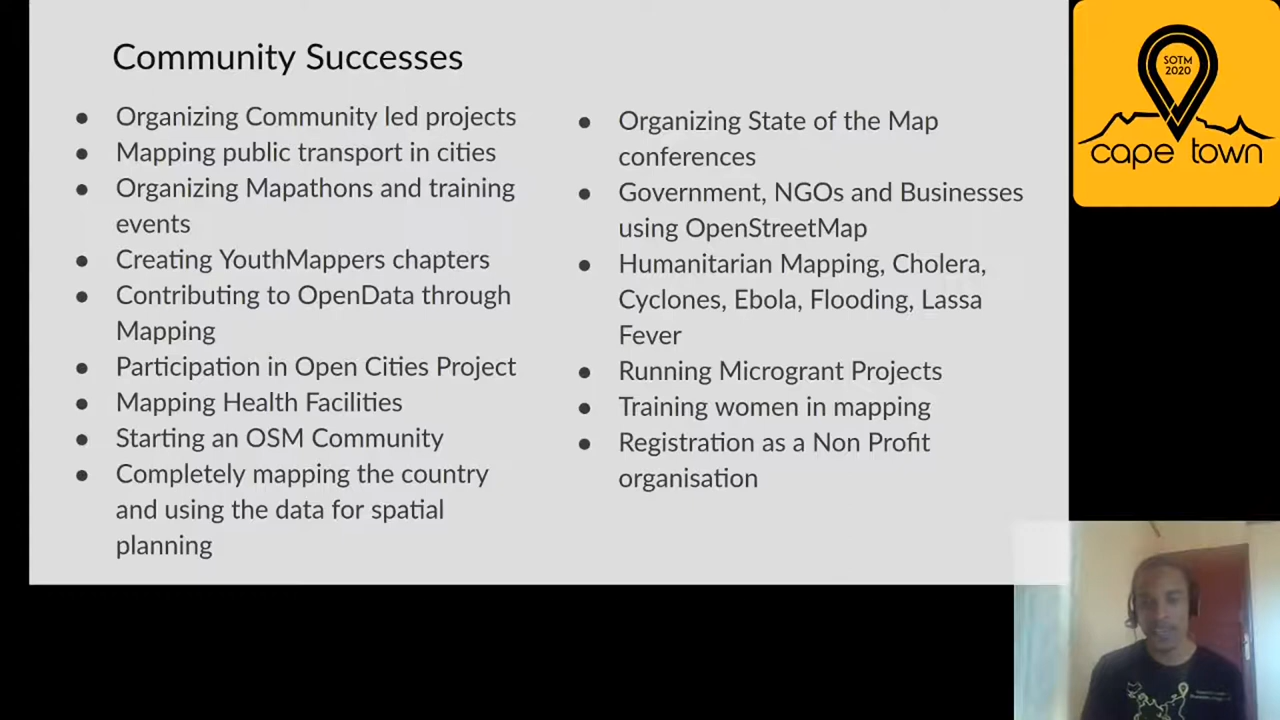 Community Successes
● Organizing Community led projects
● Mapping public transport in cities
● Organizing Mapathons and training
events
● Creating YouthMappers chapters
● Contributing to OpenData through
Mapping
● Participation in Open Cities Project
● Mapping Health Facilities
● Starting an OSM Community
● Completely mapping the country
and using the data for spatial
planning
● Organizing State of the Map
conferences
● Government, NGOs and Businesses
using OpenStreetMap
● Humanitarian Mapping, Cholera,
Cyclones, Ebola, Flooding, Lassa
Fever
● Running Microgrant Projects
● Training women in mapping
● Registration as a Non Profit
organisation
SOTM
2020
cape town